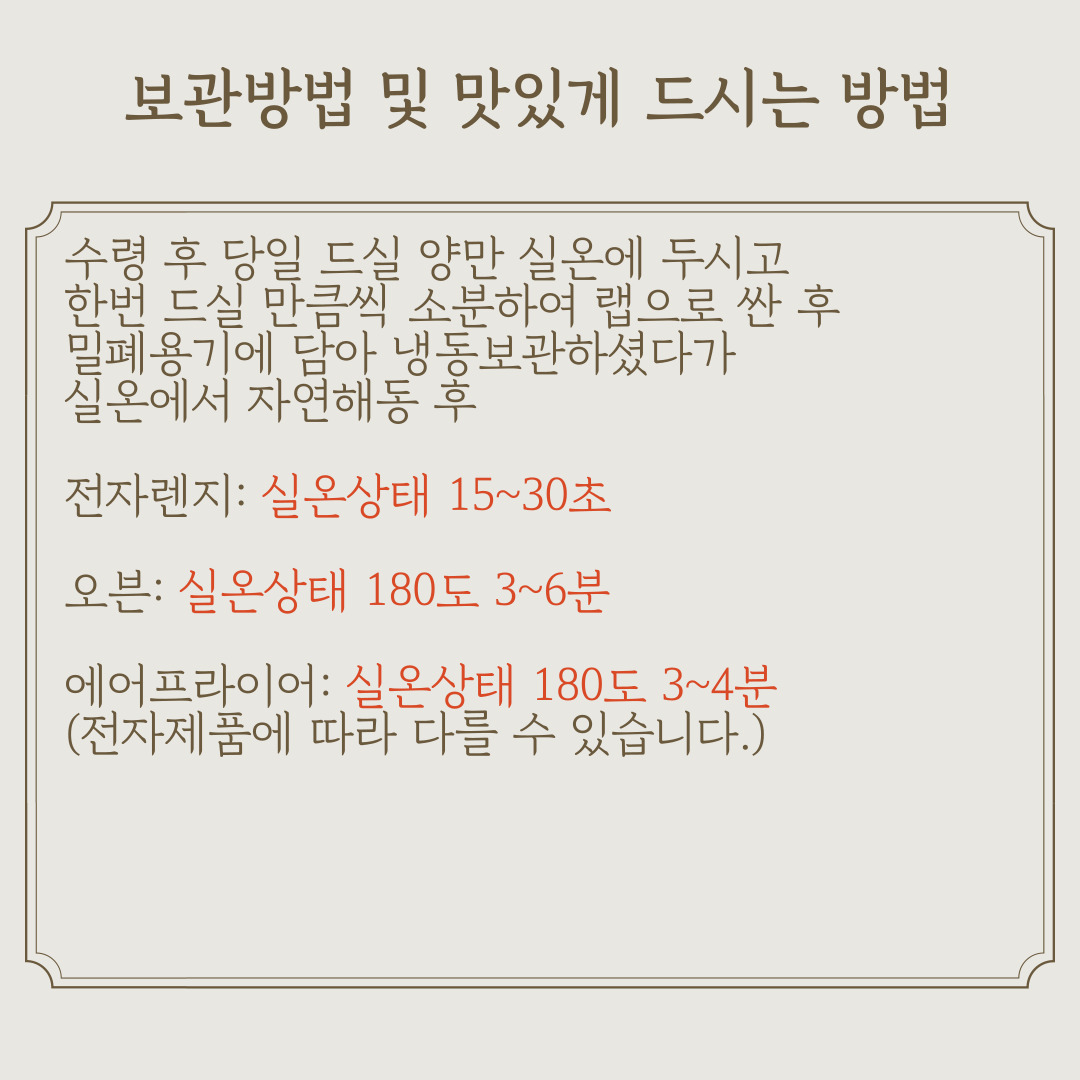 보관방법 및 맛있게 드시는 방법
수령 후 당일 드실 양만 실온에 두시고
한번 드실 만큼씩 소분하여 랩으로 싼 후
밀폐용기에 담아 냉동보관하셨다가
실온에서 자연해동 후
전자렌지: 실온상태 15~30초
오븐: 실온상태 180도 3~6분
에어프라이어: 실온상태 180도 3~4분
(전자제품에 따라 다를 수 있습니다.)